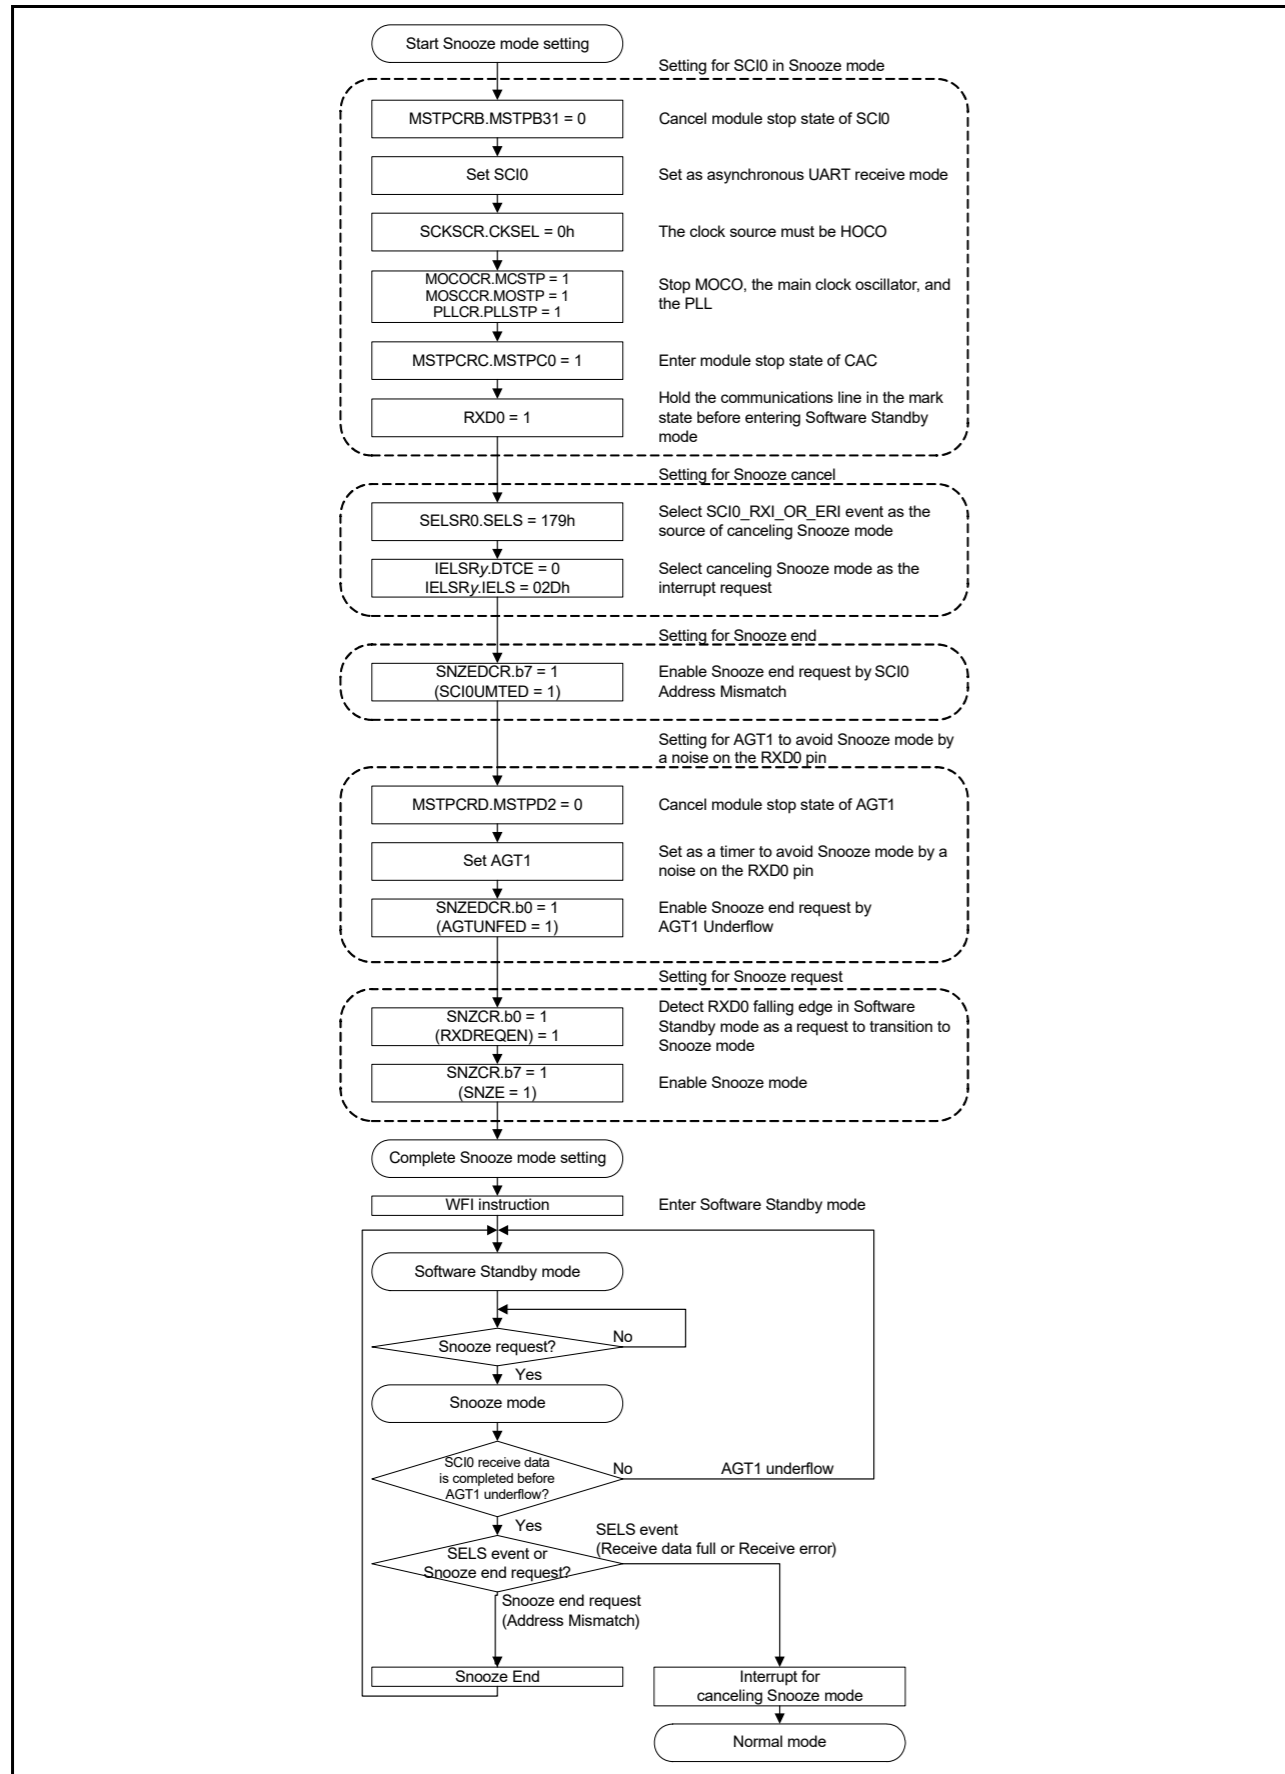 Start Snooze mode setting
Setting for SCI0 in Snooze mode
MSTPCRB.MSTPB31 = 0
Cancel module stop state of SCI0
Set SCI0
Set as asynchronous UART receive mode
SCKSCR.CKSEL = 0h
The clock source must be HOCO
MOCOCR.MCSTP = 1
MOSCCR.MOSTP = 1
PLLCR.PLLSTP = 1
Stop MOCO, the main clock oscillator, and
the PLL
MSTPCRC.MSTPC0 = 1
Enter module stop state of CAC
RXD0 = 1
Hold the communications line in the mark
state before entering Software Standby
mode
Setting for Snooze cancel
SELSR0.SELS = 179h
Select SCI0_RXI_OR_ERI event as the
source of canceling Snooze mode
IELSRy.DTCE = 0
IELSRy.IELS = 02Dh
Select canceling Snooze mode as the
interrupt request
Setting for Snooze end
SNZEDCR.b7 = 1
(SCI0UMTED = 1)
Enable Snooze end request by SCI0
Address Mismatch
Setting for AGT1 to avoid Snooze mode by
a noise on the RXD0 pin
MSTPCRD.MSTPD2 = 0
Cancel module stop state of AGT1
Set AGT1
Set as a timer to avoid Snooze mode by a
noise on the RXD0 pin
SNZEDCR.b0 = 1
(AGTUNFED = 1)
Enable Snooze end request by
AGT1 Underflow
Setting for Snooze request
SNZCR.b0 = 1
(RXDREQEN) = 1
Detect RXD0 falling edge in Software
Standby mode as a request to transition to
Snooze mode
SNZCR.b7 = 1
(SNZE = 1)
Enable Snooze mode
Complete Snooze mode setting
WFI instruction
Enter Software Standby mode
Software Standby mode
Snooze request?
No
Yes
Snooze mode
SCI0 receive data
is completed before
AGT1 underflow?
No
AGT1 underflow
Yes
SELS event
(Receive data full or Receive error)
SELS event or
Snooze end request?
Snooze end request
(Address Mismatch)
Snooze End
Interrupt for
canceling Snooze mode
Normal mode